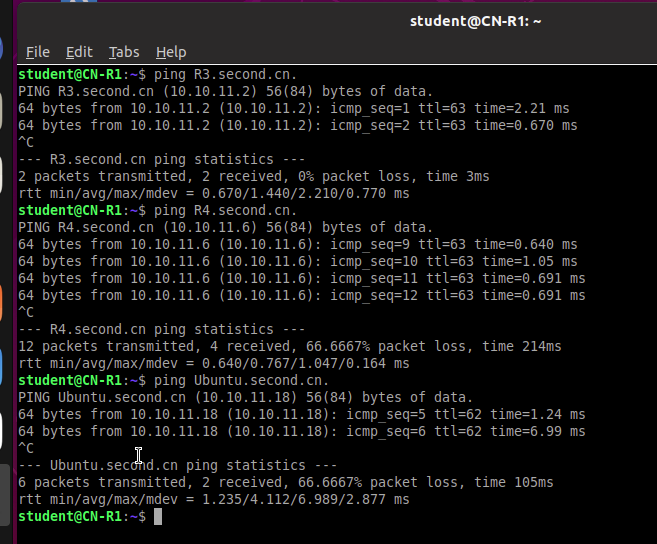 student@CN-R1: ~
File Edit Tabs Help
student@CN-R1:~$ ping R3.second.cn.
PING R3.second.cn (10.10.11.2) 56(84) bytes of data.
64 bytes from 10.10.11.2 (10.10.11.2): icmp_seq=1 ttl=63 time=2.21 ms
64 bytes from 10.10.11.2 (10.10.11.2): icmp_seq=2 ttl=63 time=0.670 ms
^C
--- R3.second.cn ping statistics ---
2 packets transmitted, 2 received, 0% packet loss, time 3ms
rtt min/avg/max/mdev = 0.670/1.440/2.210/0.770 ms
student@CN-R1:~$ ping R4.second.cn.
PING R4.second.cn (10.10.11.6) 56(84) bytes of data.
64 bytes from 10.10.11.6 (10.10.11.6): icmp_seq=9 ttl=63 time=0.640 ms
64 bytes from 10.10.11.6 (10.10.11.6): icmp_seq=10 ttl=63 time=1.05 ms
64 bytes from 10.10.11.6 (10.10.11.6): icmp_seq=11 ttl=63 time=0.691 ms
64 bytes from 10.10.11.6 (10.10.11.6): icmp_seq=12 ttl=63 time=0.691 ms
^C
--- R4.second.cn ping statistics ---
12 packets transmitted, 4 received, 66.6667% packet loss, time 214ms
rtt min/avg/max/mdev = 0.640/0.767/1.047/0.164 ms
student@CN-R1:~$ ping Ubuntu.second.cn.
PING Ubuntu.second.cn (10.10.11.18) 56(84) bytes of data.
64 bytes from 10.10.11.18 (10.10.11.18): icmp_seq=5 ttl=62 time=1.24 ms
64 bytes from 10.10.11.18 (10.10.11.18): icmp_seq=6 ttl=62 time=6.99 ms
^C
--- Ubuntu.second.cn ping statistics ---
6 packets transmitted, 2 received, 66.6667% packet loss, time 105ms
rtt min/avg/max/mdev = 1.235/4.112/6.989/2.877 ms
student@CN-R1:~$